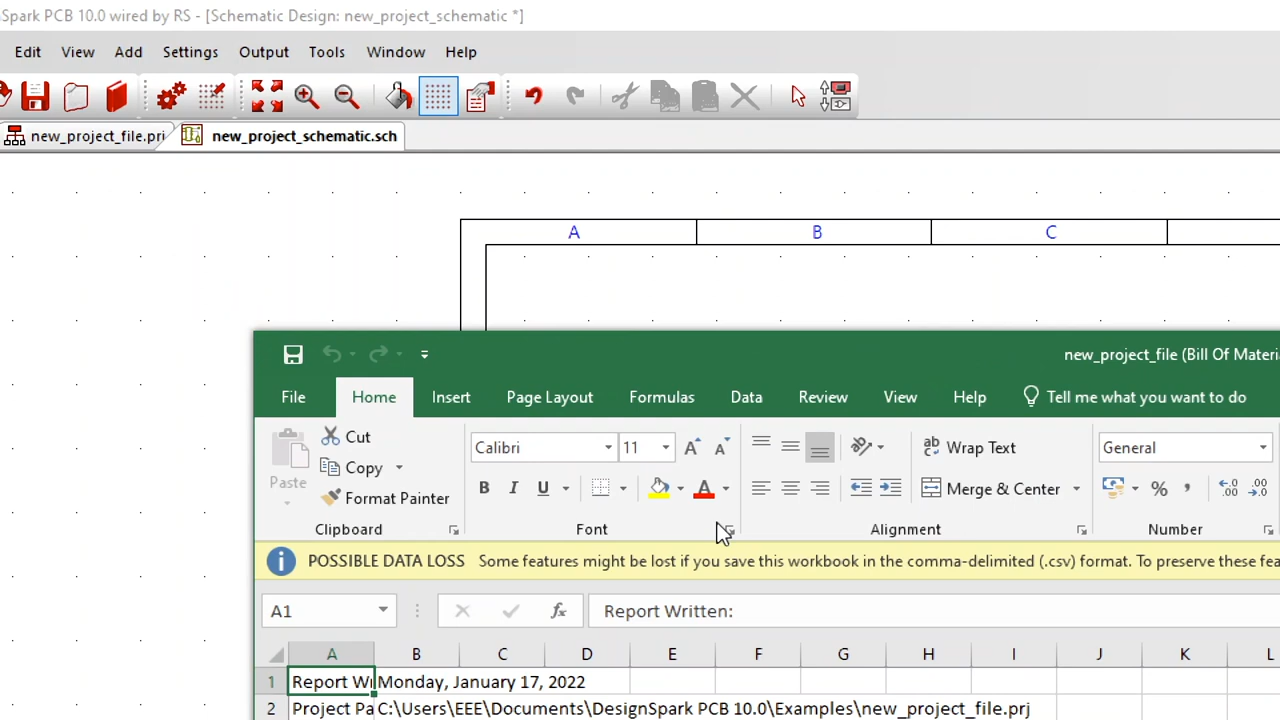 nSpark PCB 10.0 wired by RS - [Schematic Design: new_project_schematic *]
Edit View Add Settings Output Tools Window Help
new_project_file.prj new_project_schematic.sch
A B C
new_project_file (Bill Of Materia
File Home Insert Page Layout Formulas Data Review View Help Tell me what you want to do
Paste Cut Copy Format Painter
Calibri 11
B I U A
ab Wrap Text
Merge & Center
General
%
Clipboard Font Alignment Number
POSSIBLE DATA LOSS Some features might be lost if you save this workbook in the comma-delimited (.csv) format. To preserve these fea
A1 fx Report Written:
A B C D E F G H I J K L
1 Report Wr Monday, January 17, 2022
2 Project Pa C:\Users\EEE\Documents\DesignSpark PCB 10.0\Examples\new_project_file.prj